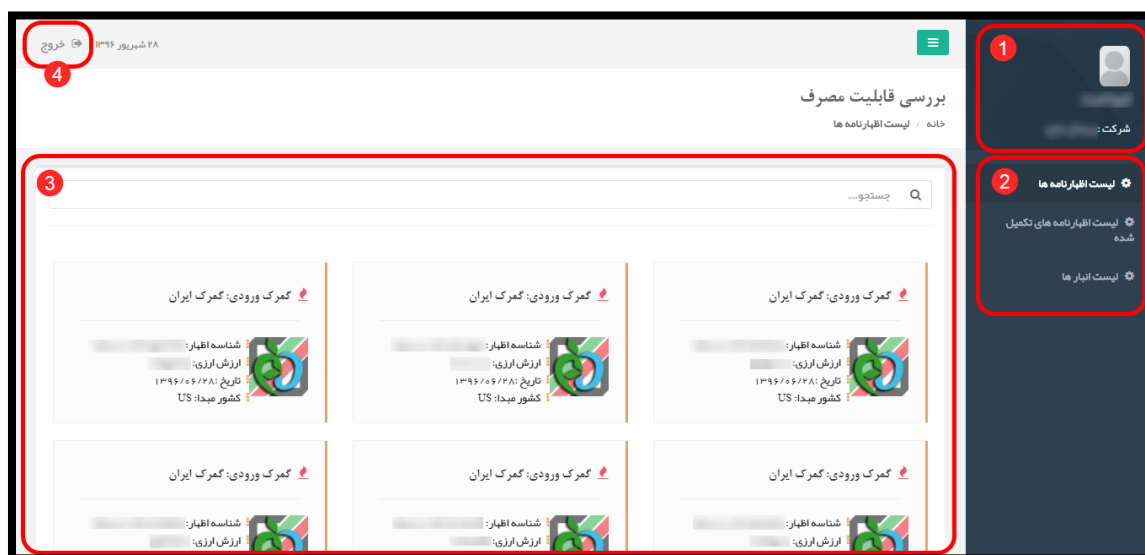 1
شرکت :
2
لیست اظهارنامه ها
لیست اظهارنامه های تکمیل
شده
لیست انبار ها
۲۸ شهریور ۱۳۹۶
خروج
4
بررسی قابلیت مصرف
خانه / لیست اظهارنامه ها
3
جستجو...
گمرک ورودی: گمرک ایران
شناسه اظهار:
ارزش ارزی:
تاریخ :۱۳۹۶/۰۶/۲۸
کشور مبدا: US
گمرک ورودی: گمرک ایران
شناسه اظهار:
ارزش ارزی:
تاریخ :۱۳۹۶/۰۶/۲۸
کشور مبدا: US
گمرک ورودی: گمرک ایران
شناسه اظهار:
ارزش ارزی:
تاریخ :۱۳۹۶/۰۶/۲۸
کشور مبدا: US
گمرک ورودی: گمرک ایران
شناسه اظهار:
ارزش ارزی:
گمرک ورودی: گمرک ایران
شناسه اظهار:
ارزش ارزی:
گمرک ورودی: گمرک ایران
شناسه اظهار:
ارزش ارزی: